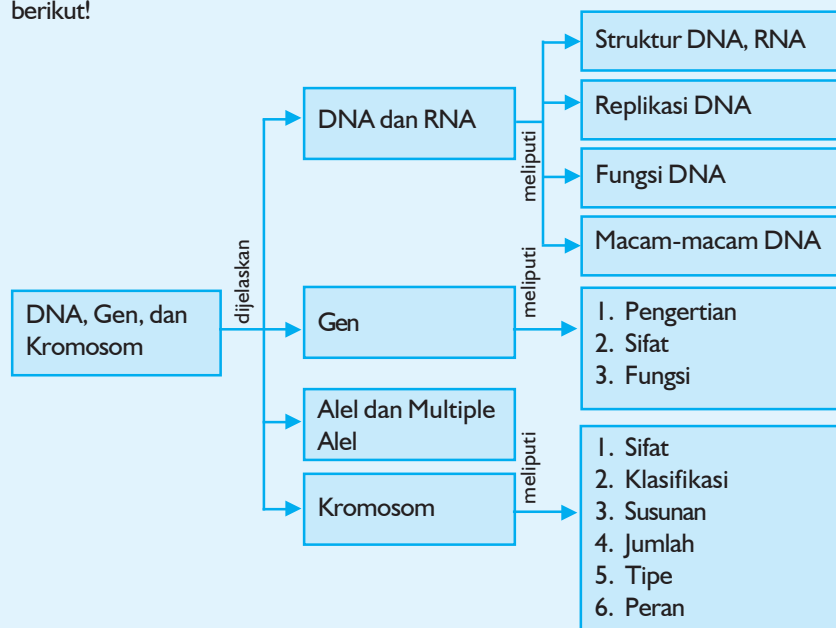 berikut!
DNA, Gen, dan
Kromosom
dijelaskan
DNA dan RNA
meliputi
Struktur DNA, RNA
Replikasi DNA
Fungsi DNA
Macam-macam DNA
Gen
meliputi
1. Pengertian
2. Sifat
3. Fungsi
Alel dan Multiple
Alel
Kromosom
meliputi
1. Sifat
2. Klasifikasi
3. Susunan
4. Jumlah
5. Tipe
6. Peran